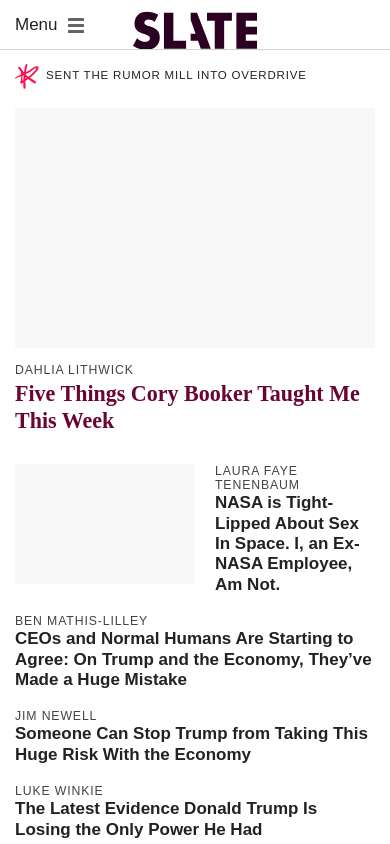 Menu
SLATE
SENT THE RUMOR MILL INTO OVERDRIVE
DAHLIA LITHWICK
Five Things Cory Booker Taught Me
This Week
LAURA FAYE
TENENBAUM
NASA is Tight-
Lipped About Sex
In Space. I, an Ex-
NASA Employee,
Am Not.
BEN MATHIS-LILLEY
CEOs and Normal Humans Are Starting to
Agree: On Trump and the Economy, They’ve
Made a Huge Mistake
JIM NEWELL
Someone Can Stop Trump from Taking This
Huge Risk With the Economy
LUKE WINKIE
The Latest Evidence Donald Trump Is
Losing the Only Power He Had